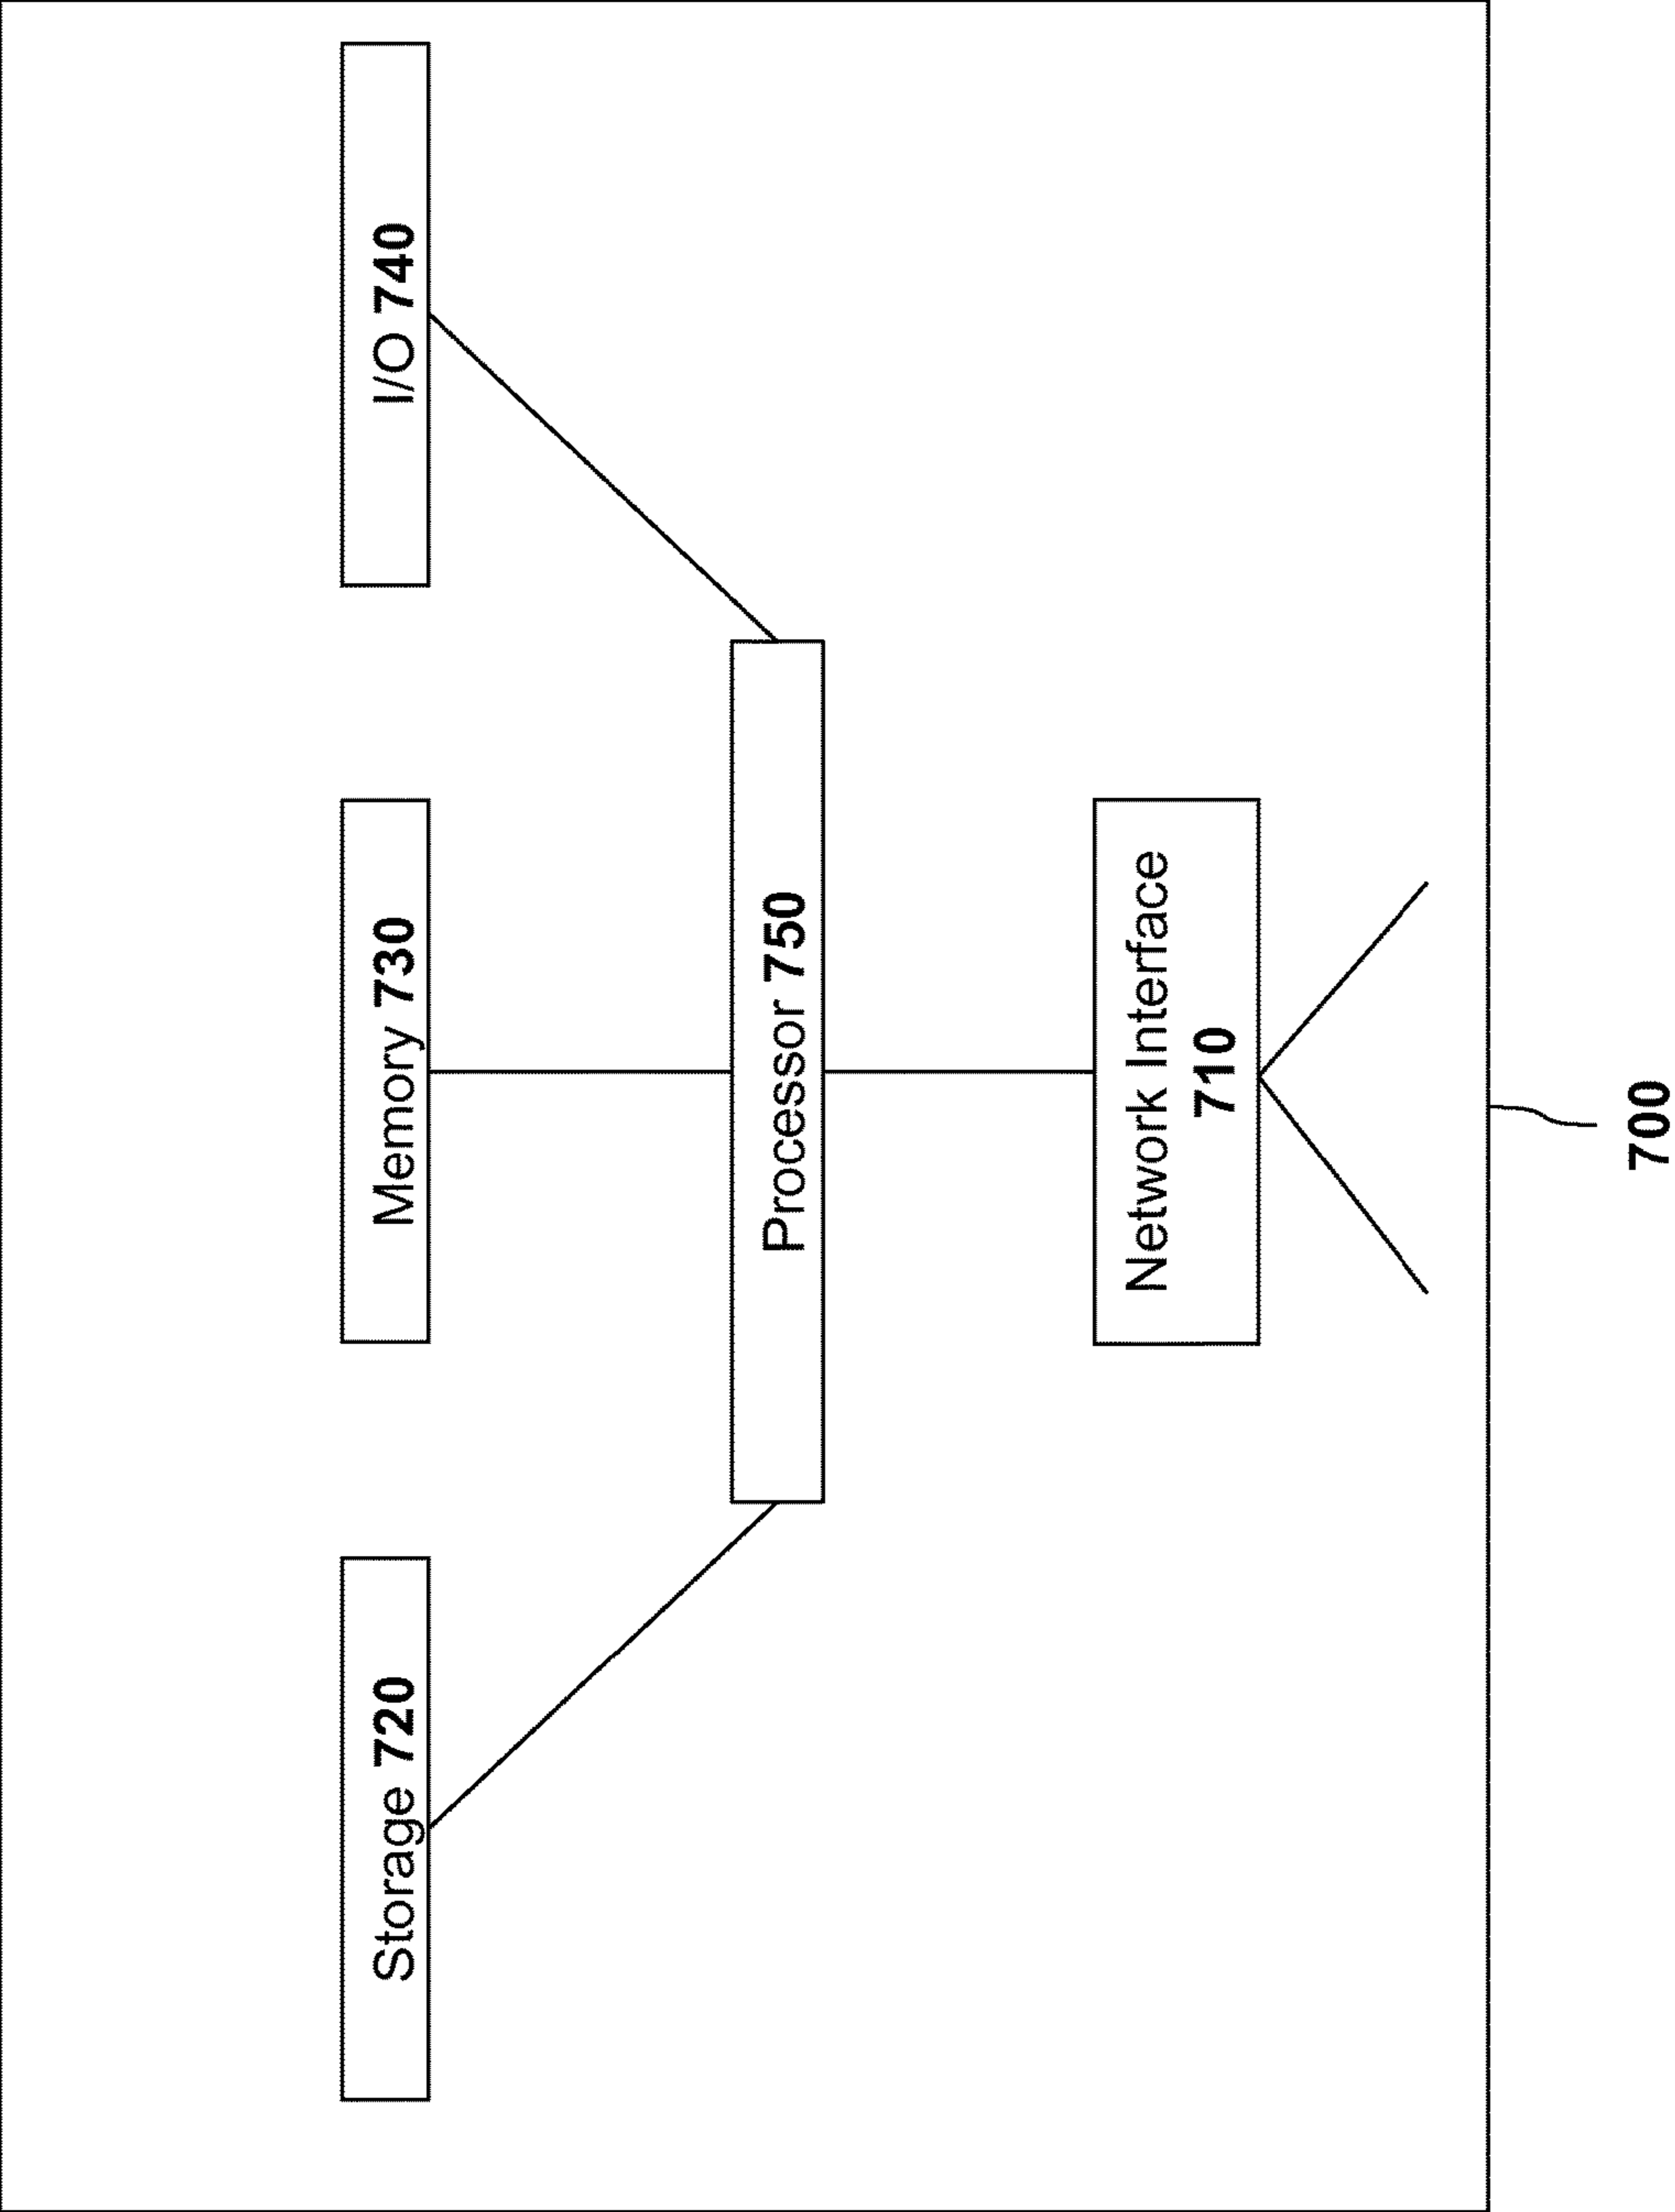 Storage 720
Memory 730
I/O 740
Processor 750
Network Interface
710
700